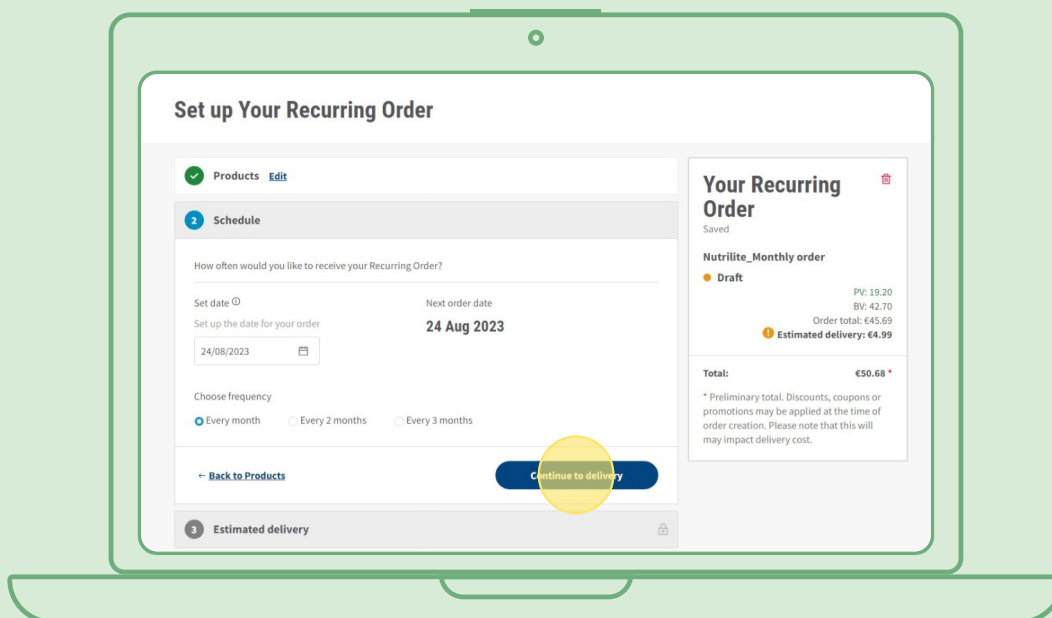 Set up Your Recurring Order
Products Edit
2 Schedule
How often would you like to receive your Recurring Order?
Set date
Set up the date for your order
24/08/2023
Next order date
24 Aug 2023
Choose frequency
Every month Every 2 months Every 3 months
← Back to Products
Continue to delivery
3 Estimated delivery
Your Recurring
Order
Saved
Nutrilite_Monthly order
Draft
PV: 19.20
BV: 42.70
Order total: €45.69
Estimated delivery: €4.99
Total: €50.68 *
* Preliminary total. Discounts, coupons or
promotions may be applied at the time of
order creation. Please note that this will
may impact delivery cost.